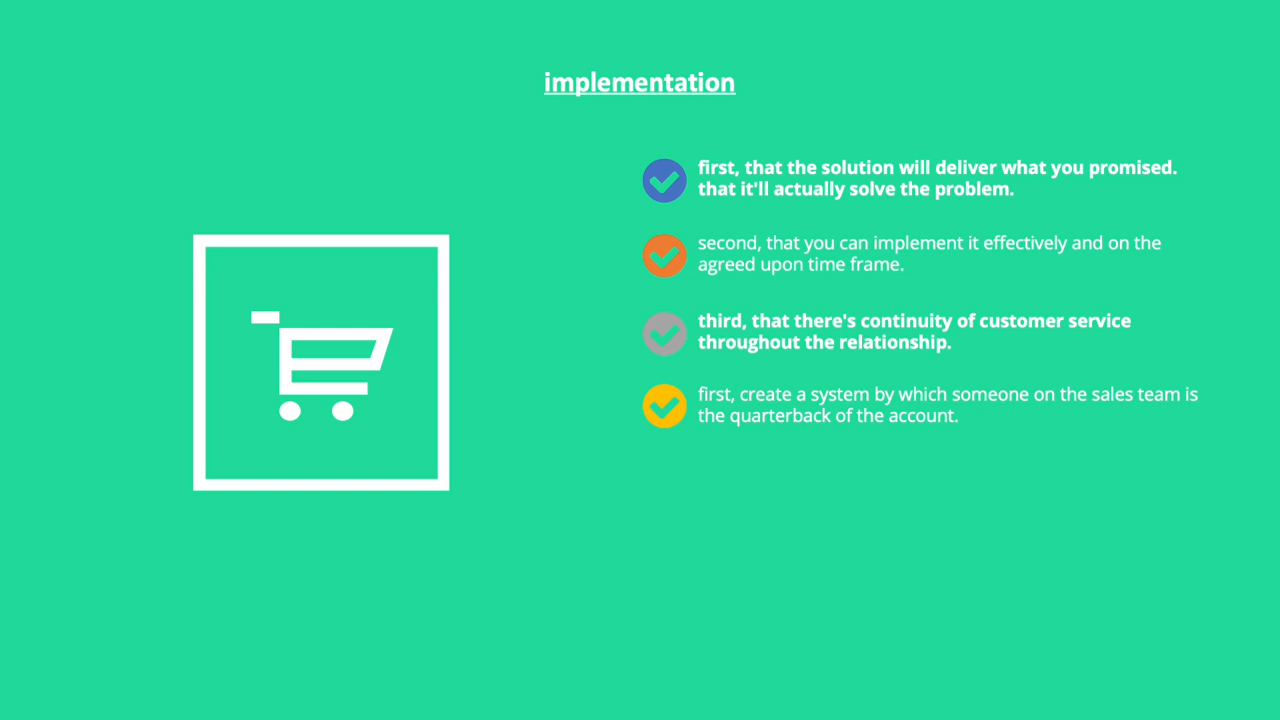 implementation
first, that the solution will deliver what you promised.
that it'll actually solve the problem.
second, that you can implement it effectively and on the
agreed upon time frame.
third, that there's continuity of customer service
throughout the relationship.
first, create a system by which someone on the sales team is
the quarterback of the account.